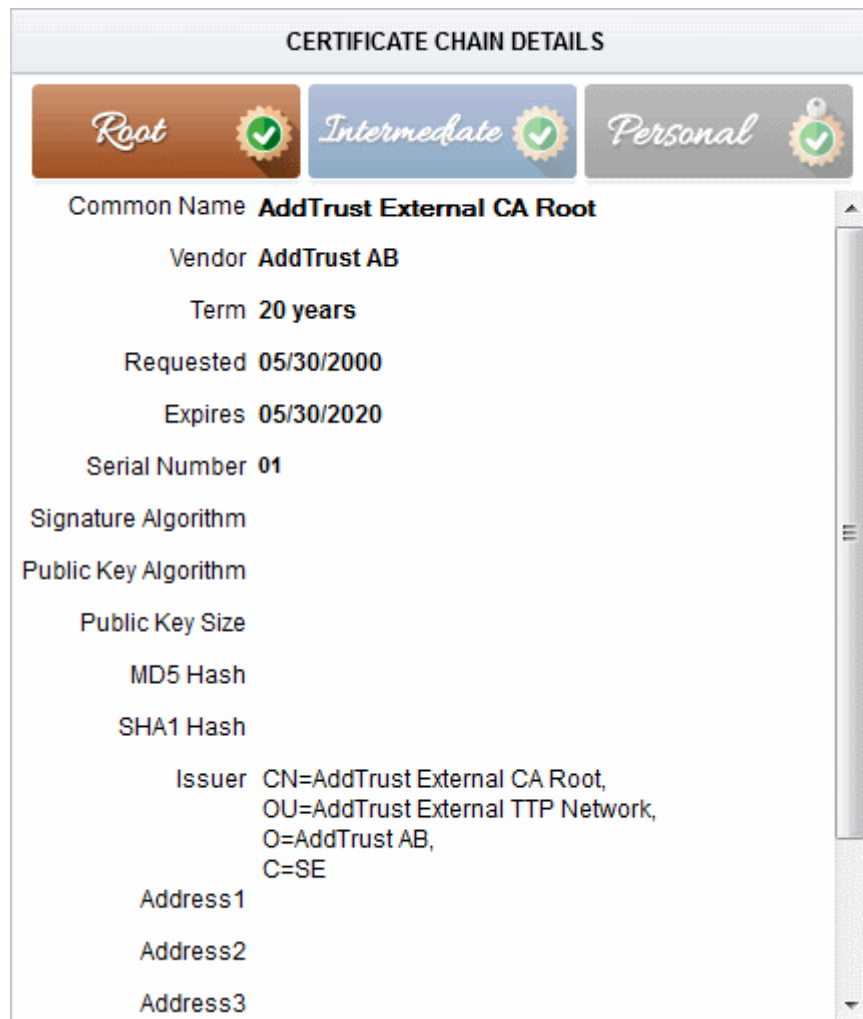 CERTIFICATE CHAIN DETAILS
Root Intermediate Personal
Common Name AddTrust External CA Root
Vendor AddTrust AB
Term 20 years
Requested 05/30/2000
Expires 05/30/2020
Serial Number 01
Signature Algorithm
Public Key Algorithm
Public Key Size
MD5 Hash
SHA1 Hash
Issuer CN=AddTrust External CA Root,
OU=AddTrust External TTP Network,
O=AddTrust AB,
C=SE
Address1
Address2
Address3